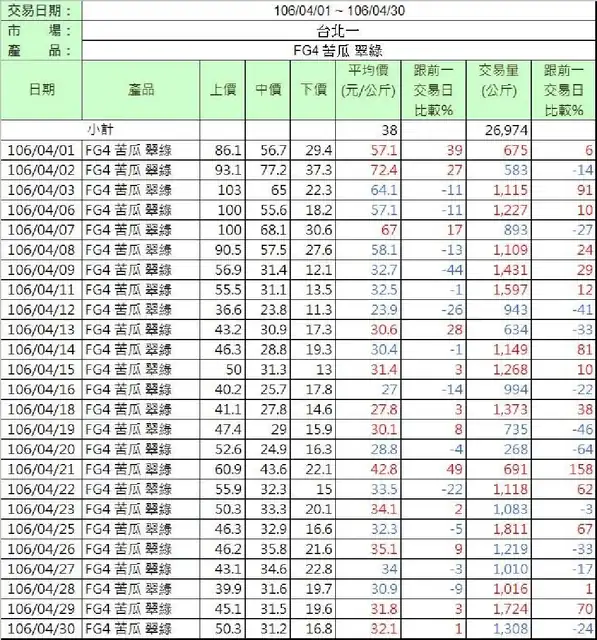 交易日期： 106/04/01 ~ 106/04/30
市 場： 台北一
產 品： FG4 苦瓜 翠綠
日期 產品 上價 中價 下價 平均價(元/公斤) 跟前一交易日比較% 交易量(公斤) 跟前一交易日比較%
小計 38 26,974
106/04/01 FG4 苦瓜 翠綠 86.1 56.7 29.4 57.1 39 675 6
106/04/02 FG4 苦瓜 翠綠 93.1 77.2 37.3 72.4 27 583 -14
106/04/03 FG4 苦瓜 翠綠 103 65 22.3 64.1 -11 1,115 91
106/04/06 FG4 苦瓜 翠綠 100 55.6 18.2 57.1 -11 1,227 10
106/04/07 FG4 苦瓜 翠綠 100 68.1 30.6 67 17 893 -27
106/04/08 FG4 苦瓜 翠綠 90.5 57.5 27.6 58.1 -13 1,109 24
106/04/09 FG4 苦瓜 翠綠 56.9 31.4 12.1 32.7 -44 1,431 29
106/04/11 FG4 苦瓜 翠綠 55.5 31.1 13.5 32.5 -1 1,597 12
106/04/12 FG4 苦瓜 翠綠 36.6 23.8 11.3 23.9 -26 943 -41
106/04/13 FG4 苦瓜 翠綠 43.2 30.9 17.3 30.6 28 634 -33
106/04/14 FG4 苦瓜 翠綠 46.3 28.8 19.3 30.4 -1 1,149 81
106/04/15 FG4 苦瓜 翠綠 50 31.3 13 31.4 3 1,268 10
106/04/16 FG4 苦瓜 翠綠 40.2 25.7 17.8 27 -14 994 -22
106/04/18 FG4 苦瓜 翠綠 41.1 27.8 14.6 27.8 3 1,373 38
106/04/19 FG4 苦瓜 翠綠 47.4 29 15.9 30.1 8 735 -46
106/04/20 FG4 苦瓜 翠綠 52.6 24.9 16.3 28.8 -4 268 -64
106/04/21 FG4 苦瓜 翠綠 60.9 43.6 22.1 42.8 49 691 158
106/04/22 FG4 苦瓜 翠綠 55.9 32.3 15 33.5 -22 1,118 62
106/04/23 FG4 苦瓜 翠綠 50.3 33.3 20.1 34.1 2 1,083 -3
106/04/25 FG4 苦瓜 翠綠 46.3 32.9 16.6 32.3 -5 1,811 67
106/04/26 FG4 苦瓜 翠綠 46.2 35.8 21.6 35.1 9 1,219 -33
106/04/27 FG4 苦瓜 翠綠 43.1 34.6 22.8 34 -3 1,010 -17
106/04/28 FG4 苦瓜 翠綠 39.9 31.6 19.7 30.9 -9 1,016 1
106/04/29 FG4 苦瓜 翠綠 45.1 31.5 19.6 31.8 3 1,724 70
106/04/30 FG4 苦瓜 翠綠 50.3 31.2 16.8 32.1 1 1,308 -24